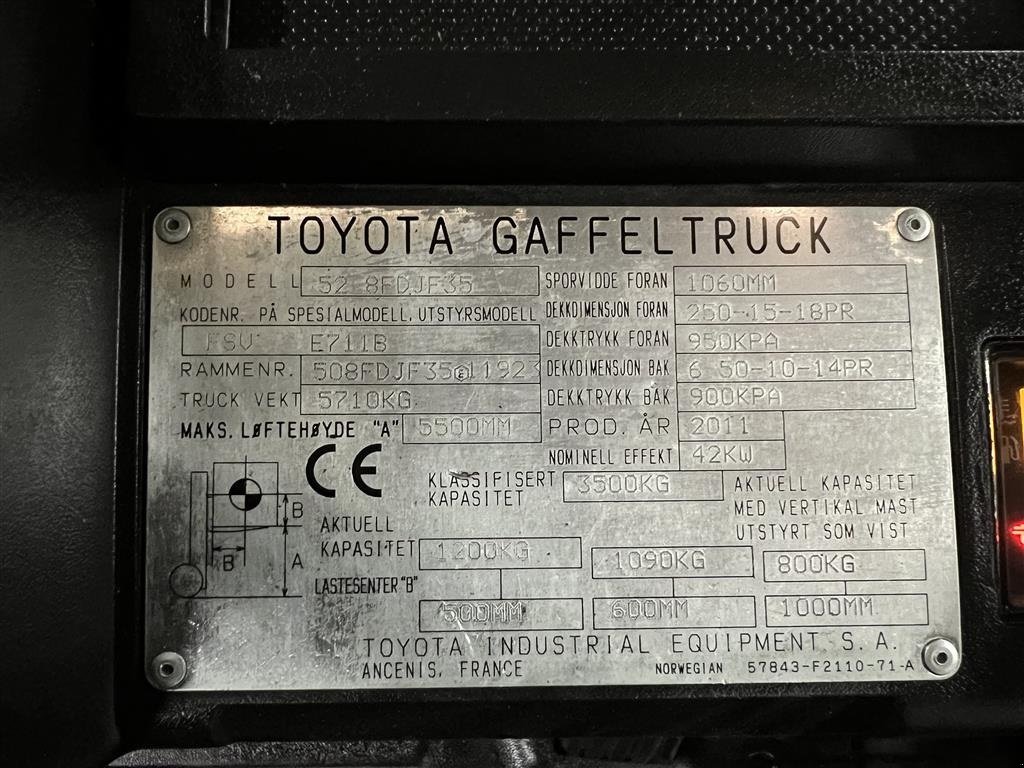 TOYOTA GAFFELTRUCK
MODELL 52-8FDJF35 SPORVIDDE FORAN 1060MM
KODENR. PÅ SPESIALMODELL, UTSTYRSMODELL DEKKDIMENSJON FORAN 250-15-18PR
FSV E711B DEKKTRYKK FORAN 950KPA
RAMMENR. 508FDJF35 E 11923 DEKKDIMENSJON BAK 6 50-10-14PR
TRUCK VEKT 5710KG DEKKTRYKK BAK 900KPA
MAKS. LØFTEHØYDE "A" 5500MM PROD. ÅR 2011
NOMINELL EFFEKT 42KW
CE
KLASSIFISERT KAPASITET 3500KG
AKTUELL KAPASITET
MED VERTIKAL MAST
UTSTYRT SOM VIST
B
B
A
AKTUELL
KAPASITET 1200KG 1090KG 800KG
LASTESENTER "B" 500MM 600MM 1000MM
TOYOTA INDUSTRIAL EQUIPMENT S.A.
ANCENIS, FRANCE NORWEGIAN 57843-F2110-71-A